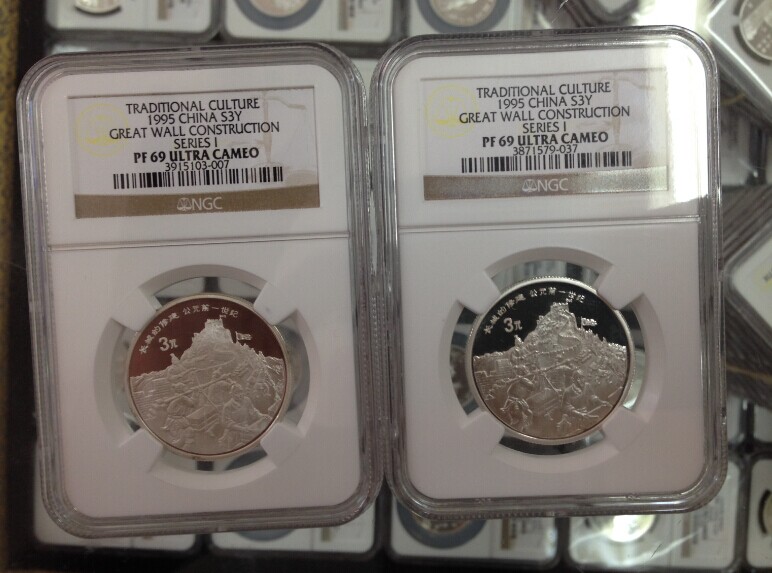 TRADITIONAL CULTURE
1995 CHINA S3Y
GREAT WALL CONSTRUCTION
SERIES I
PF 69 ULTRA CAMEO
3915103-007
NGC
长城的修建 公元前一世纪
3元
TRADITIONAL CULTURE
1995 CHINA S3Y
GREAT WALL CONSTRUCTION
SERIES I
PF 69 ULTRA CAMEO
3871579-037
NGC
长城的修建 公元前一世纪
3元